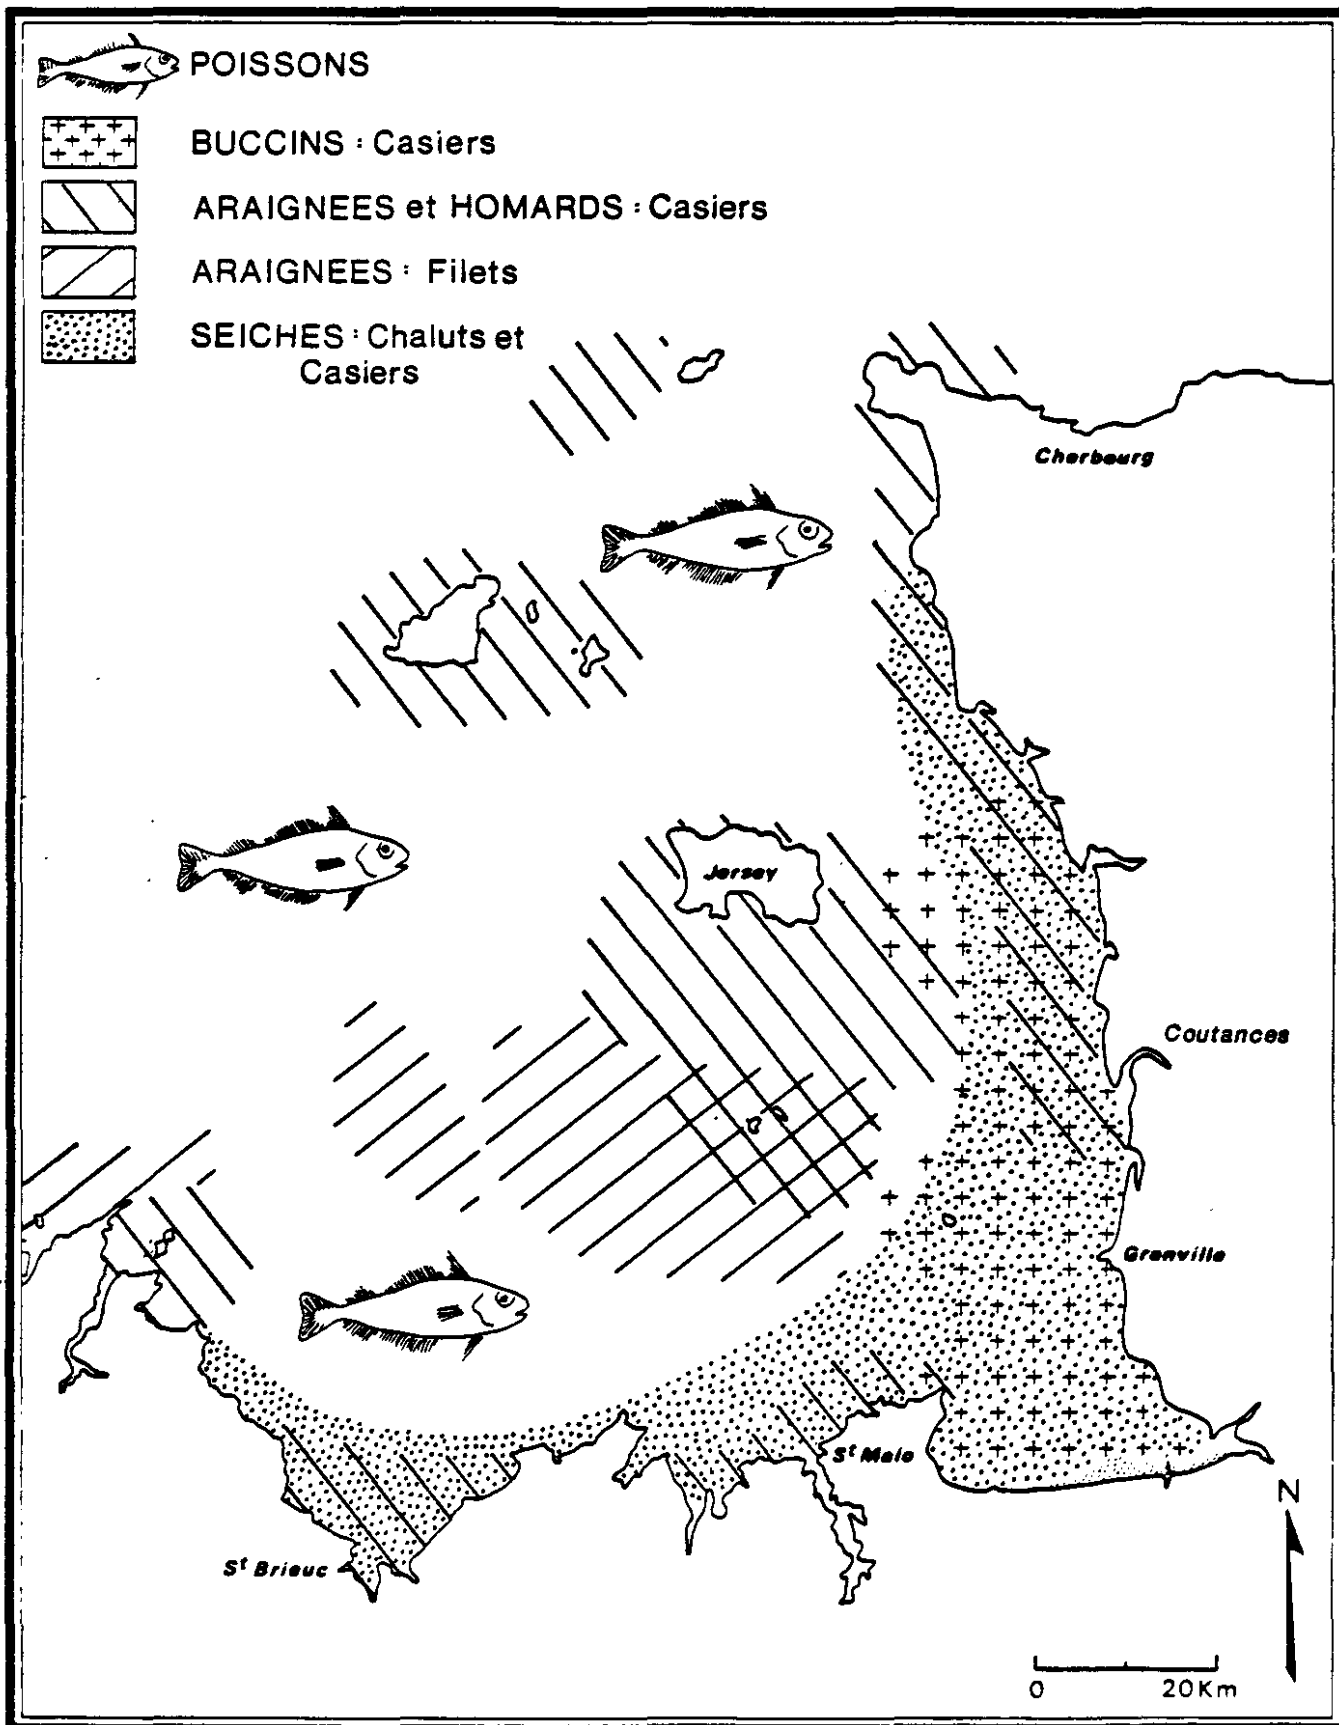 POISSONS
BUCCINS : Casiers
ARAIGNEES et HOMARDS : Casiers
ARAIGNEES : Filets
SEICHES : Chaluts et
Casiers
Cherbourg
Jersey
Coutances
Granville
St Malo
St Brieuc
N
0 20Km